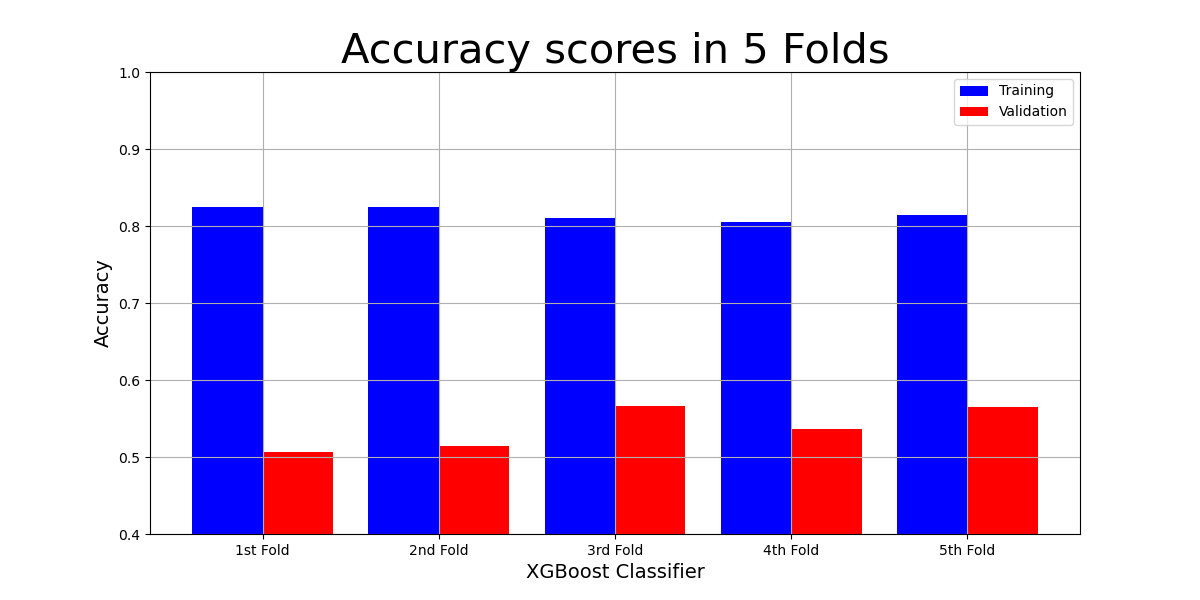 Accuracy scores in 5 Folds
Training
Validation
1.0
0.9
0.8
0.7
0.6
0.5
0.4
Accuracy
1st Fold
2nd Fold
3rd Fold
4th Fold
5th Fold
XGBoost Classifier